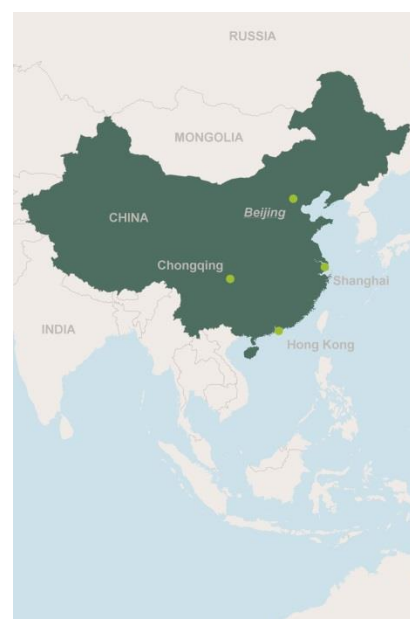 RUSSIA
MONGOLIA
Beijing
CHINA
Chongqing
Shanghai
INDIA
Hong Kong